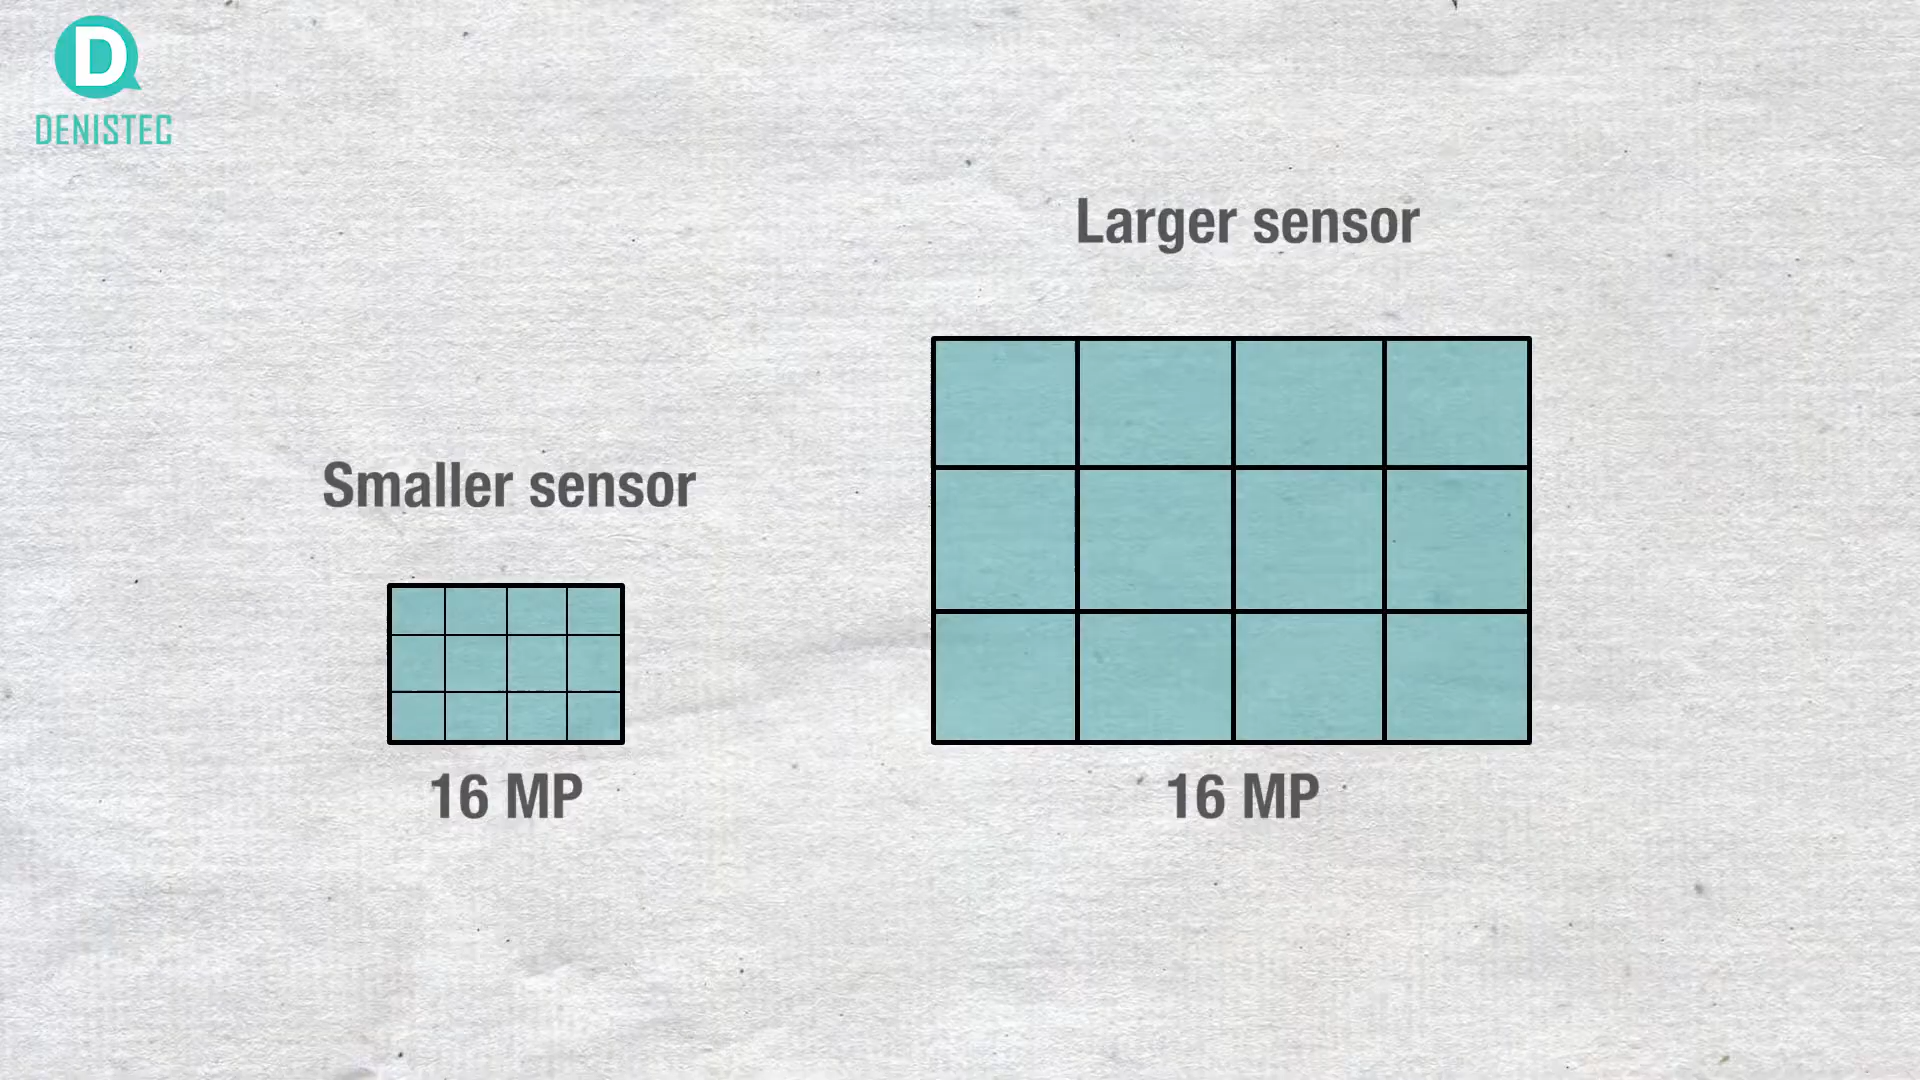 D
DENISTEC
Larger sensor
Smaller sensor
16 MP
16 MP